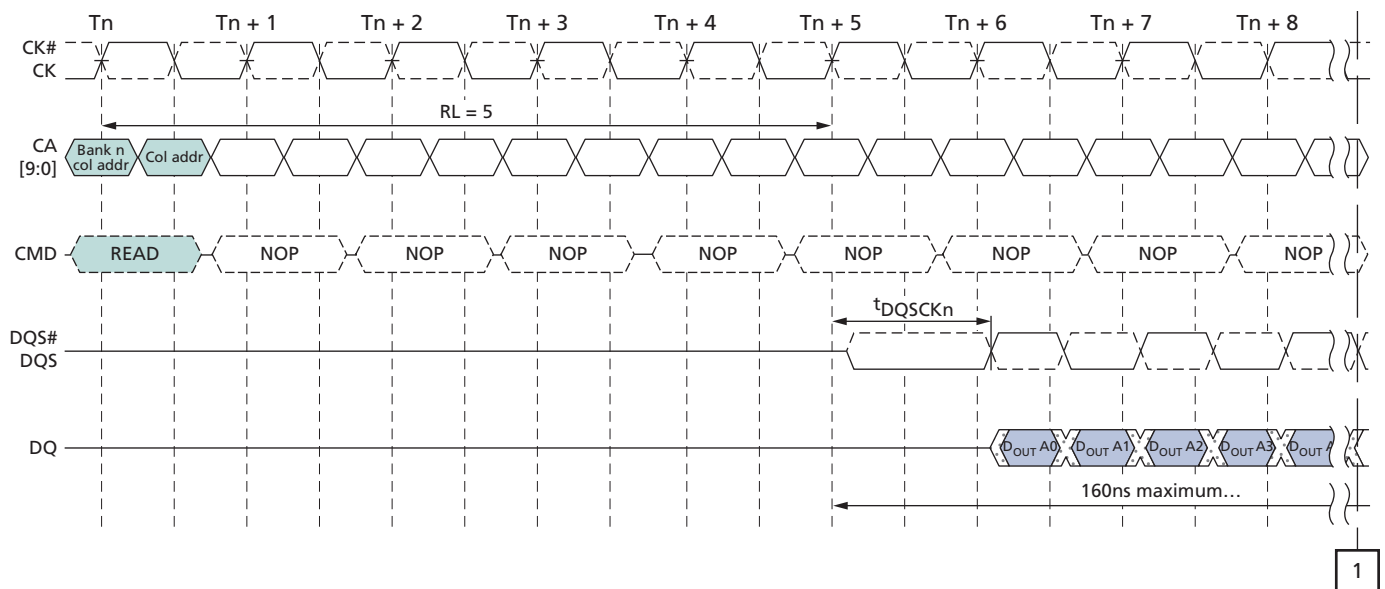 Tn Tn + 1 Tn + 2 Tn + 3 Tn + 4 Tn + 5 Tn + 6 Tn + 7 Tn + 8
CK#
CK
RL = 5
CA
[9:0]
Bank n
col addr
Col addr
CMD READ NOP NOP NOP NOP NOP NOP NOP NOP
tDQSCKn
DQS#
DQS
DQ DOUT A0 DOUT A1 DOUT A2 DOUT A3 DOUT A
160ns maximum…
1